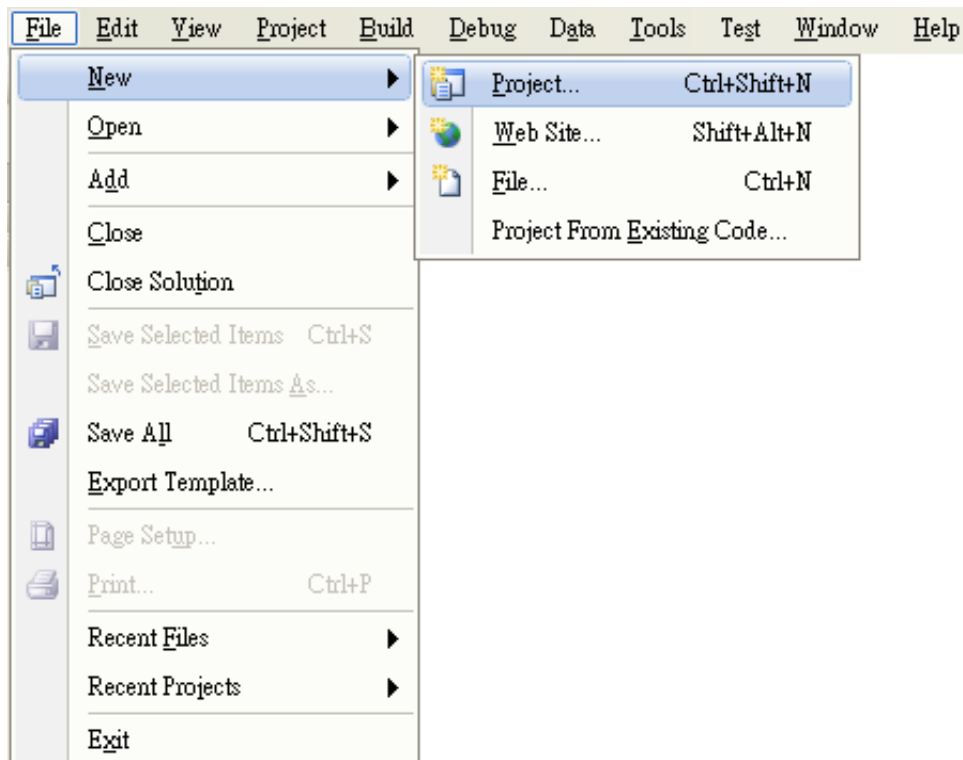 File Edit View Project Build Debug Data Tools Test Window Help
New
Open
Add
Close
Close Solution
Save Selected Items Ctrl+S
Save Selected Items As...
Save All Ctrl+Shift+S
Export Template...
Page Setup...
Print... Ctrl+P
Recent Files
Recent Projects
Exit
Project... Ctrl+Shift+N
Web Site... Shift+Alt+N
File... Ctrl+N
Project From Existing Code...